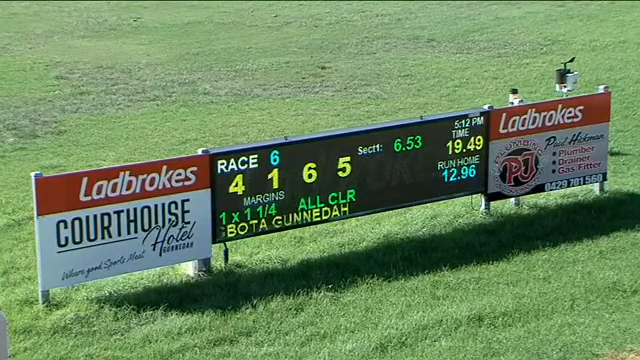 Ladbrokes
COURTHOUSE
Hotel
GUNNEDAH
Where good Sports Meet
RACE 6
4 1 6 5
MARGINS
1 x 1 1/4 ALL CLR
BOTA GUNNEDAH
Sect1: 6.53
5:12 PM
TIME
19.49
RUN HOME
12.96
Ladbrokes
PLUMBING
PJ
Paul Hickman
• Plumber
• Drainer
• Gas Fitter
0429 701 560